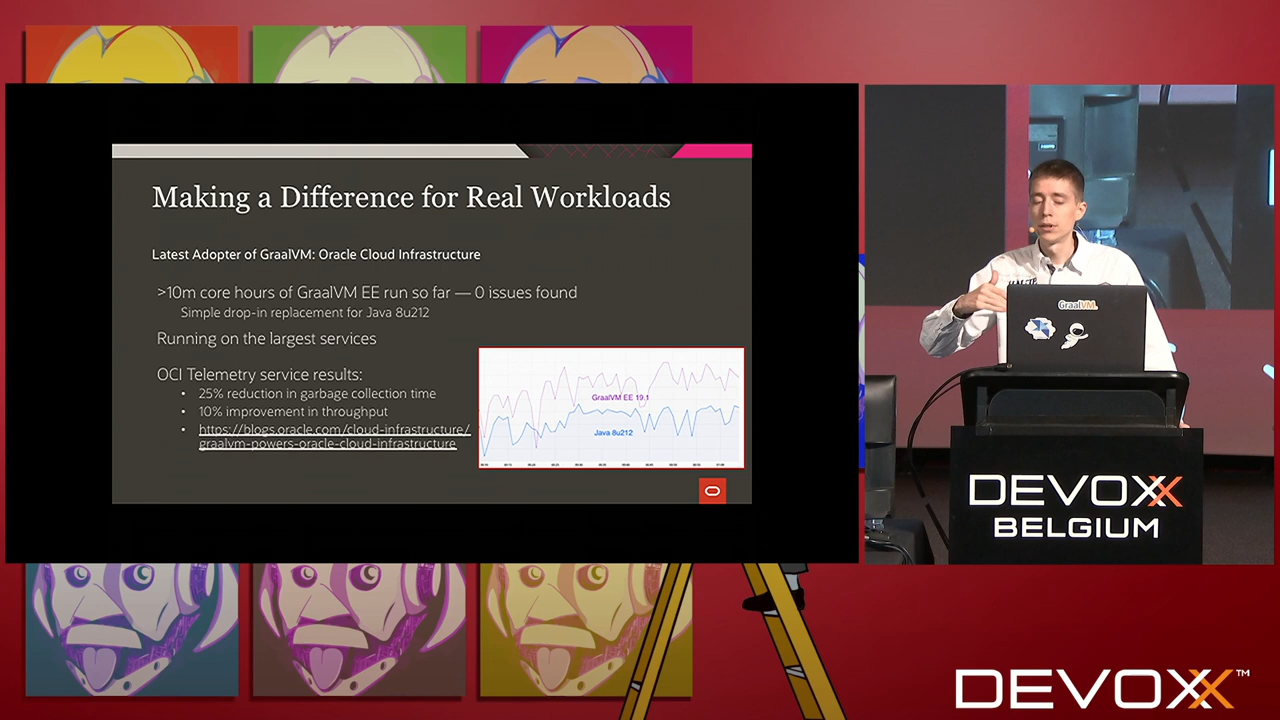 Making a Difference for Real Workloads
Latest Adopter of GraalVM: Oracle Cloud Infrastructure
>10m core hours of GraalVM EE run so far — 0 issues found
Simple drop-in replacement for Java 8u212
Running on the largest services
OCI Telemetry service results:
• 25% reduction in garbage collection time
• 10% improvement in throughput
• https://blogs.oracle.com/cloud-infrastructure/
graalvm-powers-oracle-cloud-infrastructure
GraalVM EE 19.1
Java 8u212
GraalVM.
DEVOXX
BELGIUM
DEVOXX™